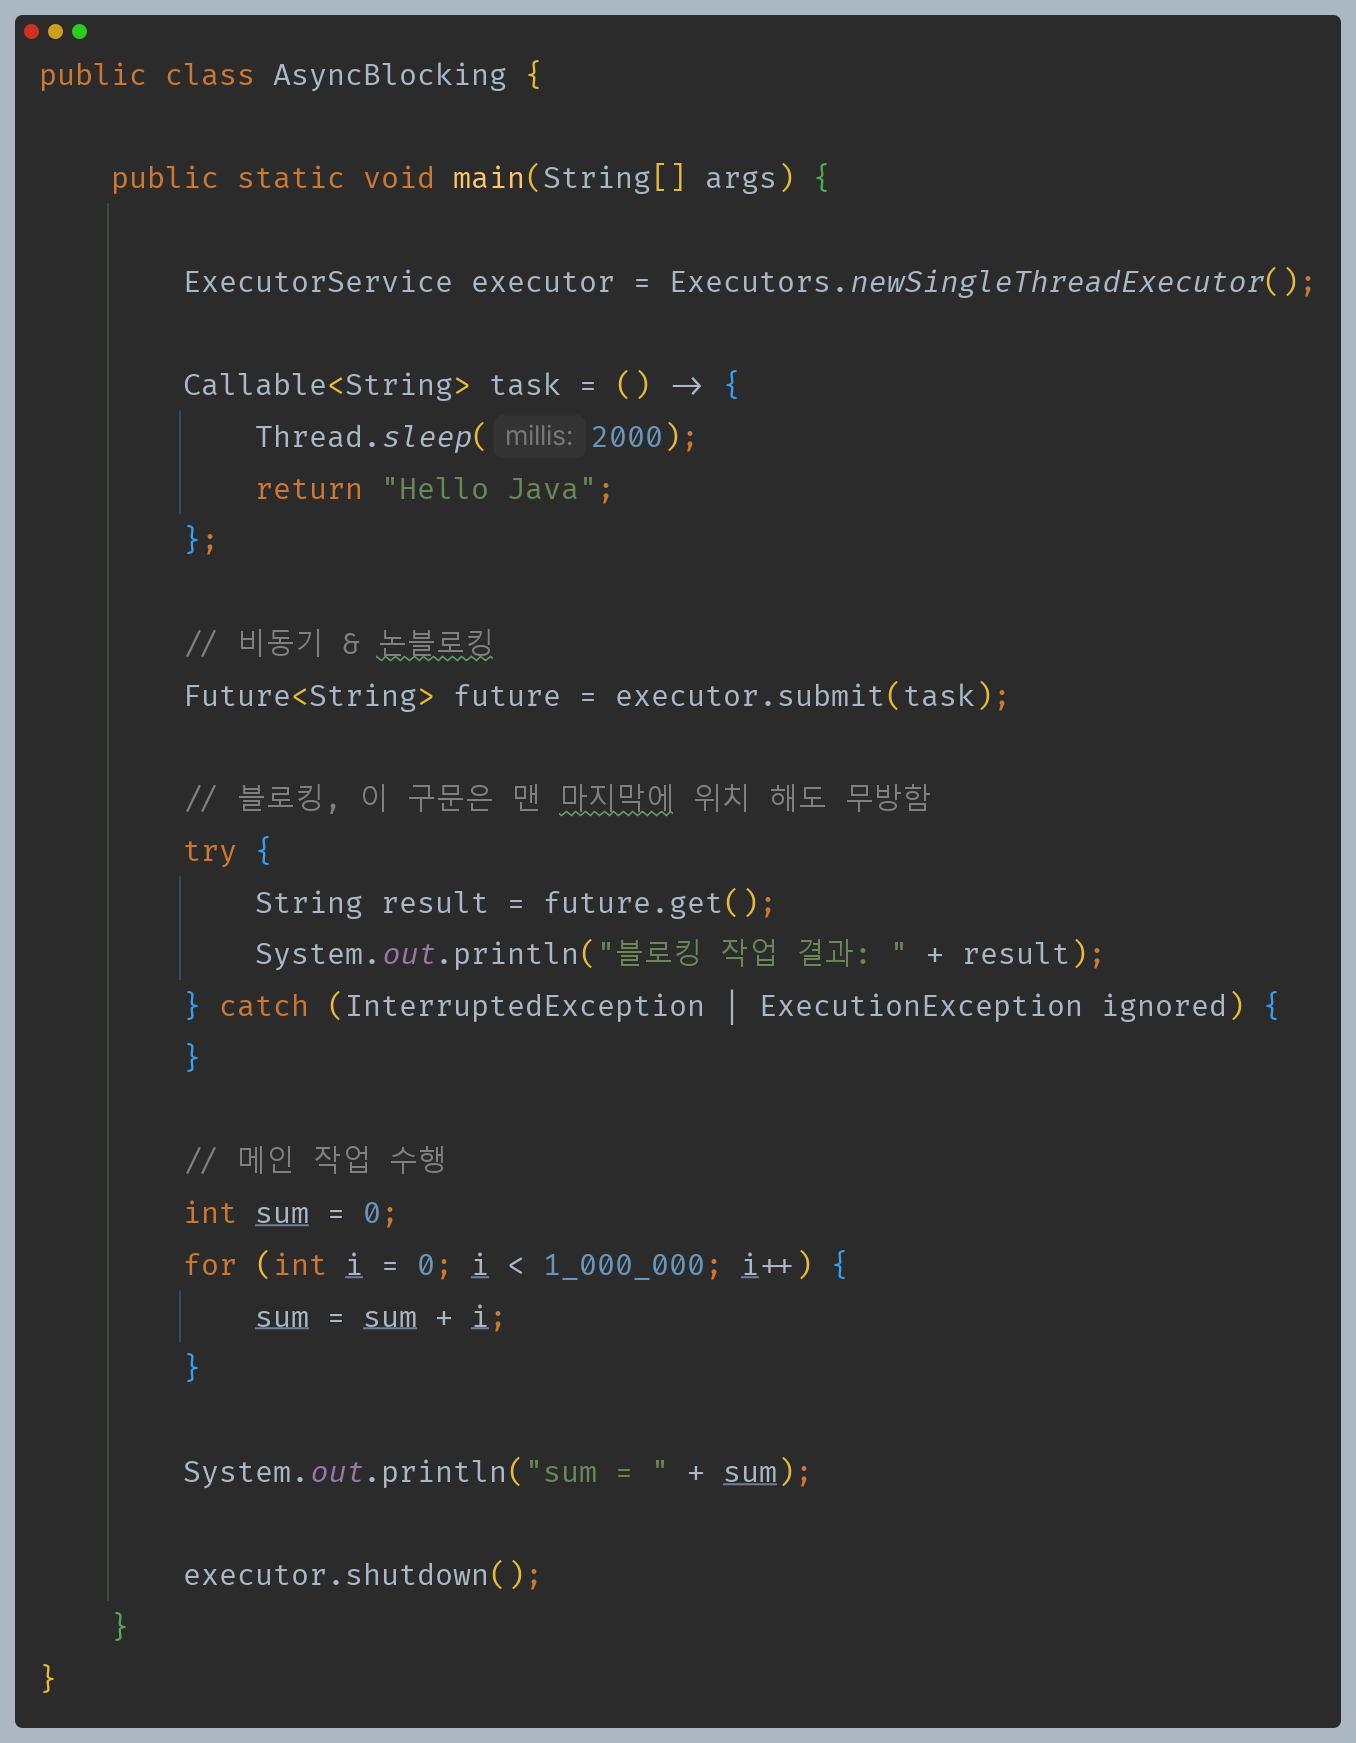 public class AsyncBlocking {
public static void main(String[] args) {
ExecutorService executor = Executors.newSingleThreadExecutor();
Callable<String> task = () -> {
Thread.sleep( millis: 2000);
return "Hello Java";
};
// 비동기 & 논블로킹
Future<String> future = executor.submit(task);
// 블로킹, 이 구문은 맨 마지막에 위치 해도 무방함
try {
String result = future.get();
System.out.println("블로킹 작업 결과: " + result);
} catch (InterruptedException | ExecutionException ignored) {
}
// 메인 작업 수행
int sum = 0;
for (int i = 0; i < 1_000_000; i++) {
sum = sum + i;
}
System.out.println("sum = " + sum);
executor.shutdown();
}
}